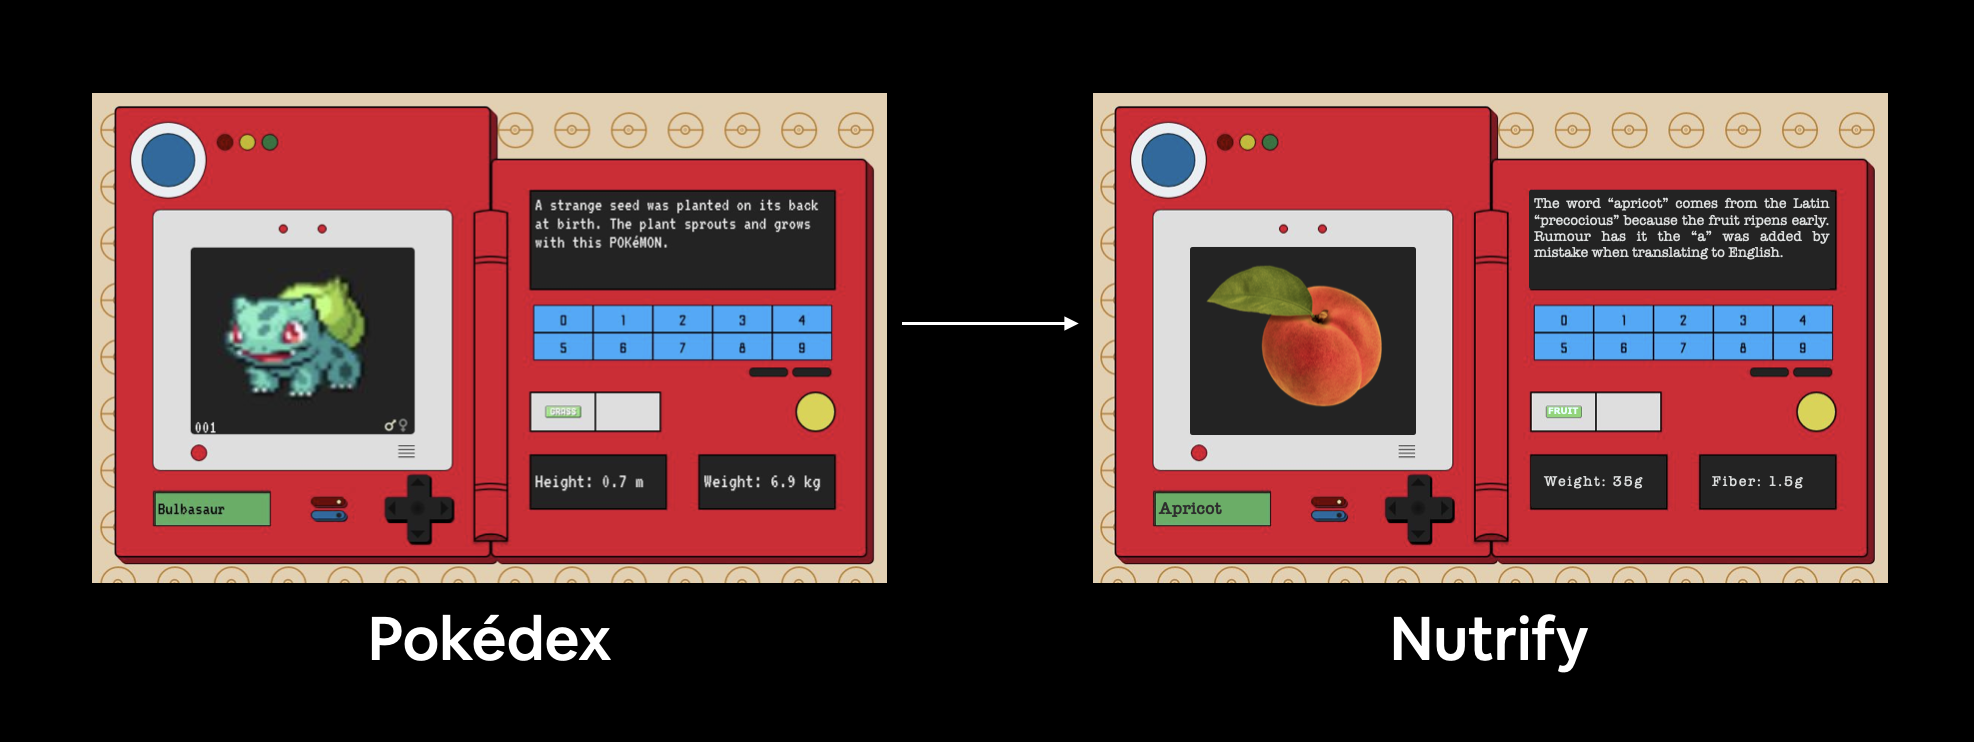 A strange seed was planted on its back
at birth. The plant sprouts and grows
with this POKéMON.
0 1 2 3 4
5 6 7 8 9
001
GRASS
Height: 0.7 m
Weight: 6.9 kg
Bulbasaur
Pokédex
The word “apricot” comes from the Latin
“precocious” because the fruit ripens early.
Rumour has it the “a” was added by
mistake when translating to English.
0 1 2 3 4
5 6 7 8 9
FRUIT
Weight: 35g
Fiber: 1.5g
Apricot
Nutrify